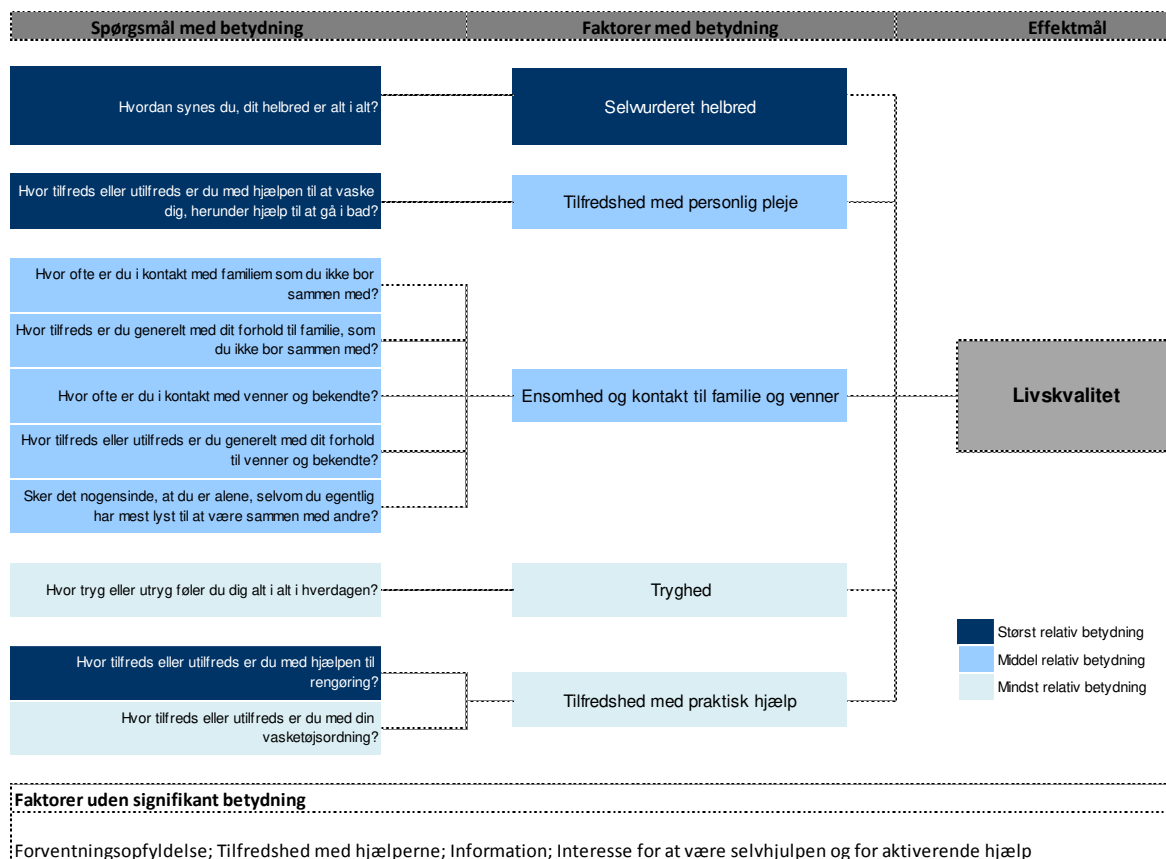 Spørgsmål med betydning
Faktorer med betydning
Effektmål
Hvordan synes du, dit helbred er alt i alt?
Selvvurderet helbred
Hvor tilfreds eller utilfreds er du med hjælpen til at vaske
dig, herunder hjælp til at gå i bad?
Tilfredshed med personlig pleje
Hvor ofte er du i kontakt med familiem som du ikke bor
sammen med?
Hvor tilfreds er du generelt med dit forhold til familie, som
du ikke bor sammen med?
Hvor ofte er du i kontakt med venner og bekendte?
Hvor tilfreds eller utilfreds er du generelt med dit forhold
til venner og bekendte?
Sker det nogensinde, at du er alene, selvom du egentlig
har mest lyst til at være sammen med andre?
Ensomhed og kontakt til familie og venner
Livskvalitet
Hvor tryg eller utryg føler du dig alt i alt i hverdagen?
Tryghed
Hvor tilfreds eller utilfreds er du med hjælpen til
rengøring?
Hvor tilfreds eller utilfreds er du med din
vasketøjsordning?
Tilfredshed med praktisk hjælp
Størst relativ betydning
Middel relativ betydning
Mindst relativ betydning
Faktorer uden signifikant betydning
Forventningsopfyldelse; Tilfredshed med hjælperne; Information; Interesse for at være selvhjulpen og for aktiverende hjælp